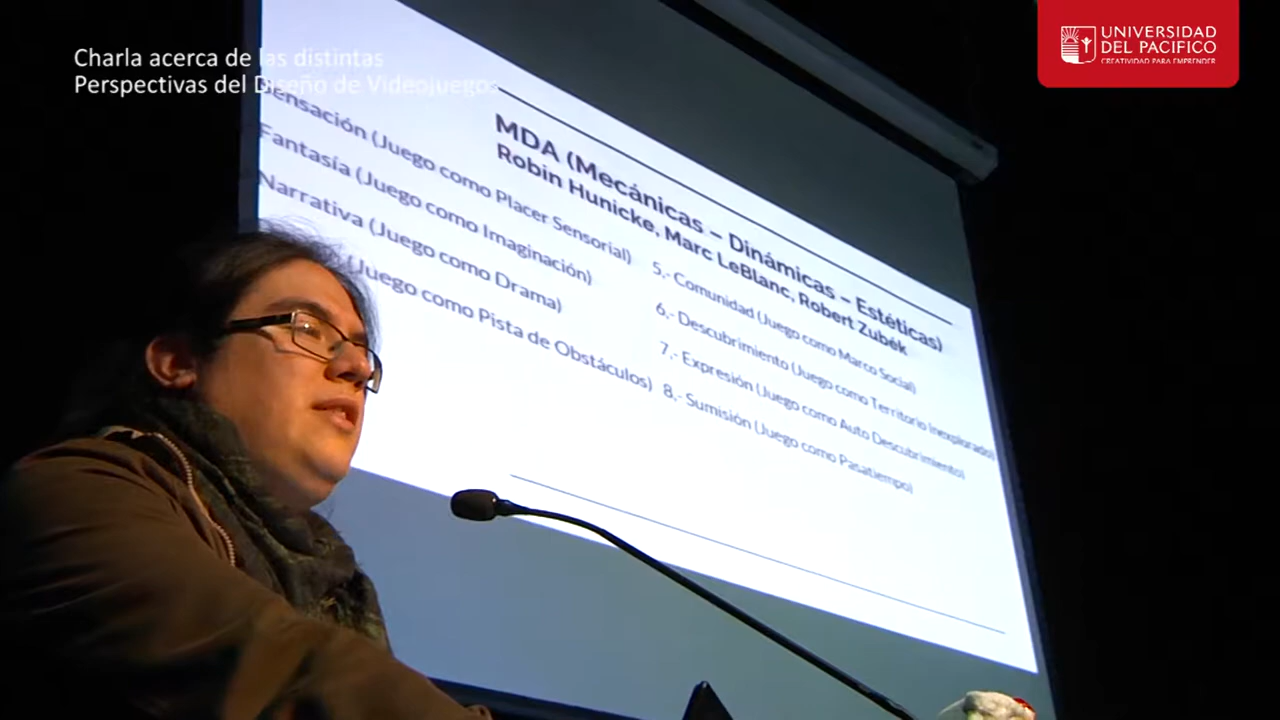 Charla acerca de las distintas
Perspectivas del Diseño de Videojuegos
UNIVERSIDAD
DEL PACIFICO
CREATIVIDAD PARA EMPRENDER
MDA (Mecánicas – Dinámicas – Estéticas)
Robin Hunicke, Marc LeBlanc, Robert Zubék
Sensación (Juego como Placer Sensorial)
Fantasía (Juego como Imaginación)
Narrativa (Juego como Drama)
(Juego como Pista de Obstáculos)
5,- Comunidad (Juego como Marco Social)
6,- Descubrimiento (Juego como Territorio Inexplorado)
7,- Expresión (Juego como Auto Descubrimiento)
8,- Sumisión (Juego como Pasatiempo)